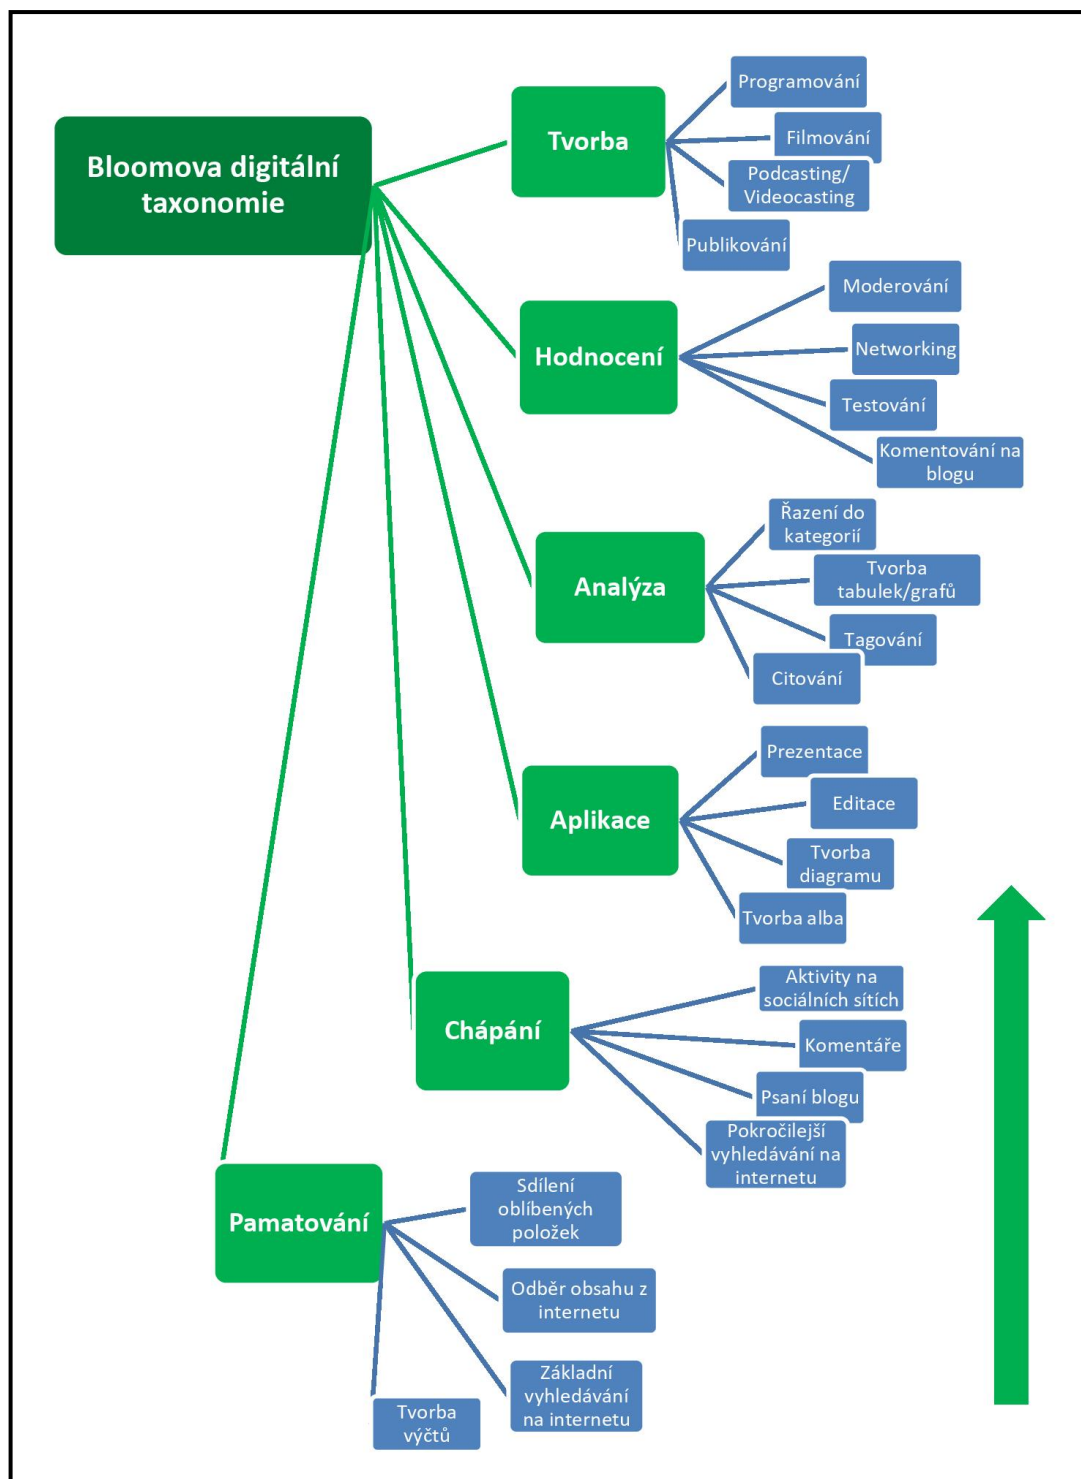 Bloomova digitální
taxonomie
Tvorba
Programování
Filmování
Podcasting/
Videocasting
Publikování
Hodnocení
Moderování
Networking
Testování
Komentování na
blogu
Analýza
Řazení do
kategorií
Tvorba
tabulek/grafů
Tagování
Citování
Aplikace
Prezentace
Editace
Tvorba
diagramu
Tvorba alba
Chápání
Aktivity na
sociálních sítích
Komentáře
Psaní blogu
Pokročilejší
vyhledávání na
internetu
Pamatování
Sdílení
oblíbených
položek
Odběr obsahu z
internetu
Základní
vyhledávání
na internetu
Tvorba
výčtů